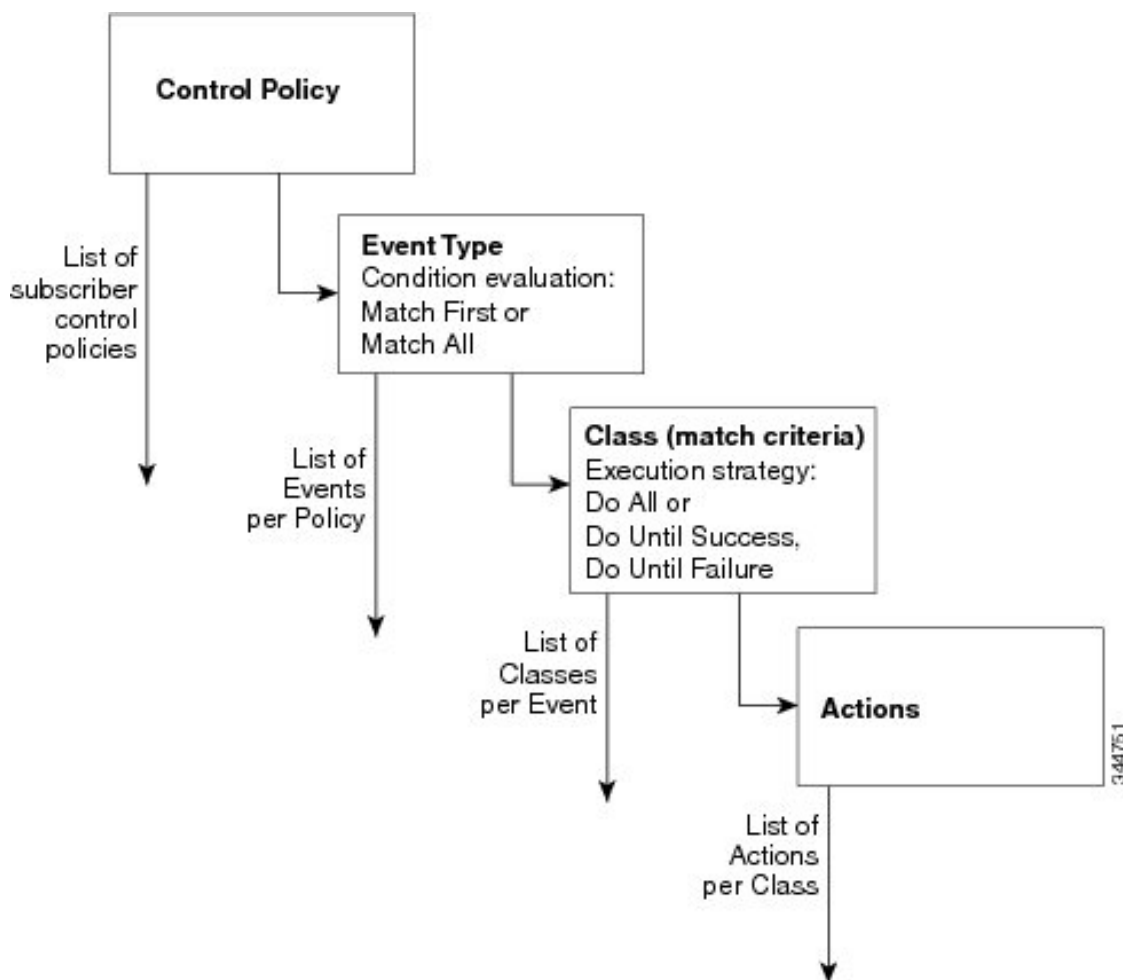 Control Policy
List of
subscriber
control
policies
Event Type
Condition evaluation:
Match First or
Match All
List of
Events
per Policy
Class (match criteria)
Execution strategy:
Do All or
Do Until Success,
Do Until Failure
List of
Classes
per Event
Actions
344751
List of
Actions
per Class